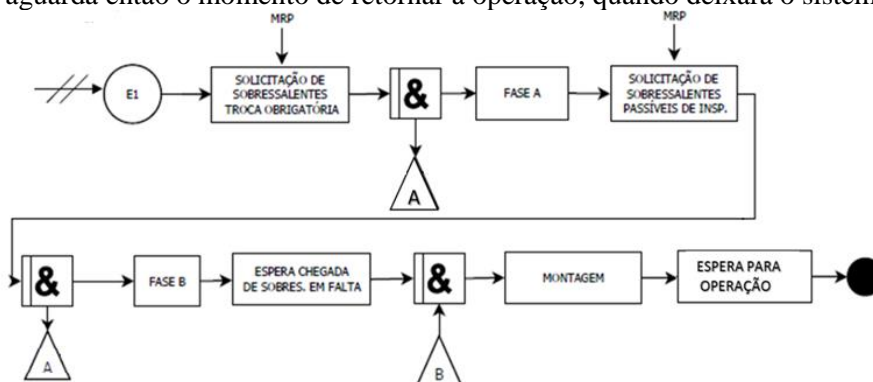 aguarda então o momento de retornar à operação, quando deixará o sistem
MRP
MRP
E1
SOLICITAÇÃO DE
SOBRESSALENTES
TROCA OBRIGATÓRIA
&
FASE A
SOLICITAÇÃO DE
SOBRESSALENTES
PASSÍVEIS DE INSP.
A
&
FASE B
ESPERA CHEGADA
DE SOBRES. EM FALTA
&
MONTAGEM
ESPERA PARA
OPERAÇÃO
A
B